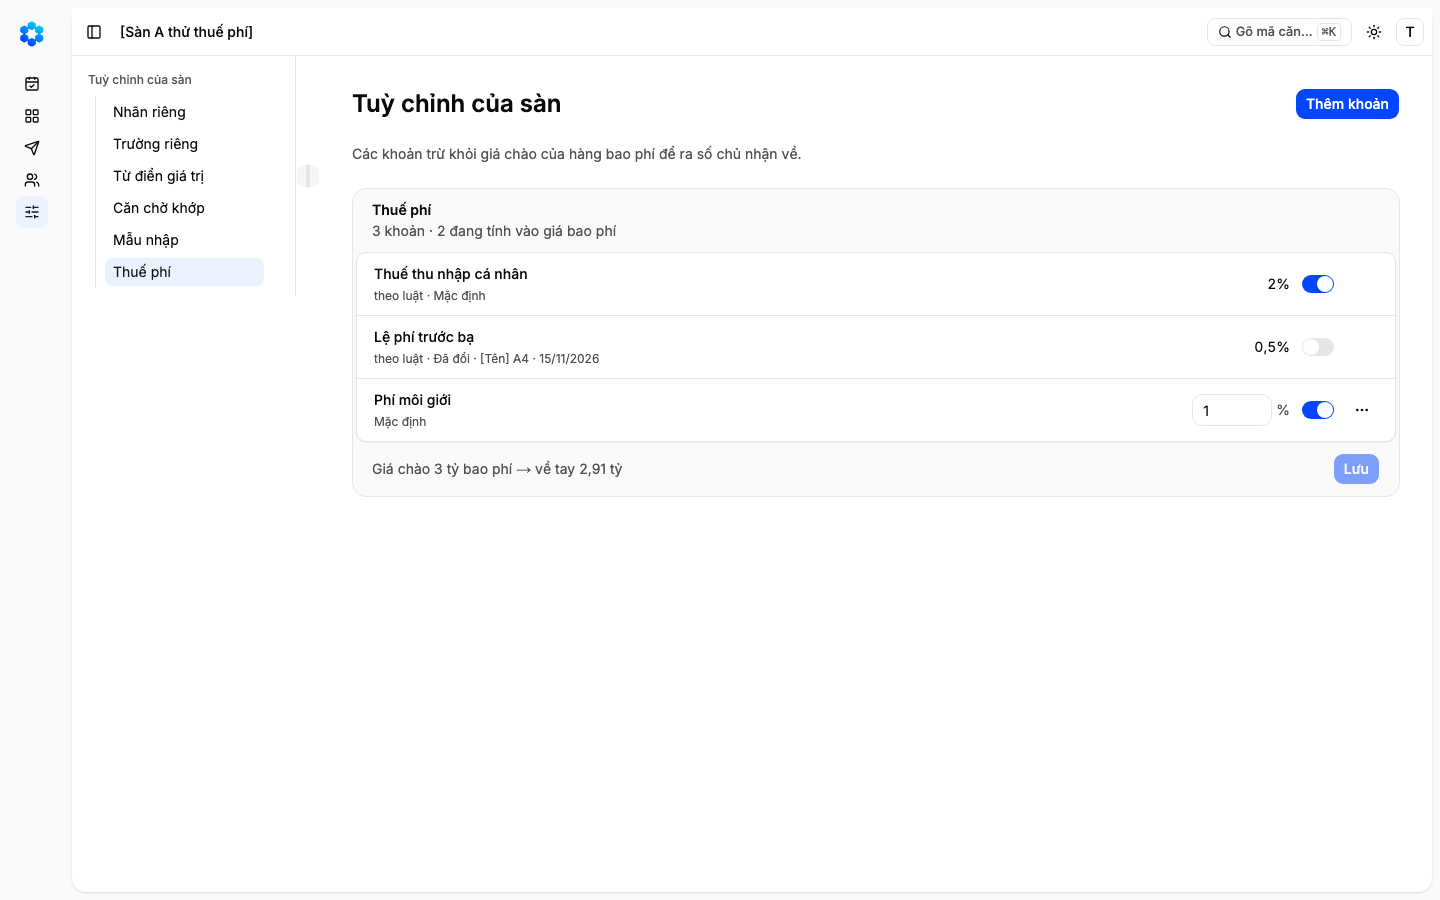 [Sàn A thử thuế phí]
Gõ mã căn... ⌘K
T
Tuỳ chỉnh của sàn
Nhãn riêng
Trường riêng
Từ điển giá trị
Căn chờ khớp
Mẫu nhập
Thuế phí
Tuỳ chỉnh của sàn
Thêm khoản
Các khoản trừ khỏi giá chào của hàng bao phí để ra số chủ nhận về.
Thuế phí
3 khoản · 2 đang tính vào giá bao phí
Thuế thu nhập cá nhân
theo luật · Mặc định
2%
Lệ phí trước bạ
theo luật · Đã đổi · [Tên] A4 · 15/11/2026
0,5%
Phí môi giới
Mặc định
1 %
Giá chào 3 tỷ bao phí → về tay 2,91 tỷ
Lưu